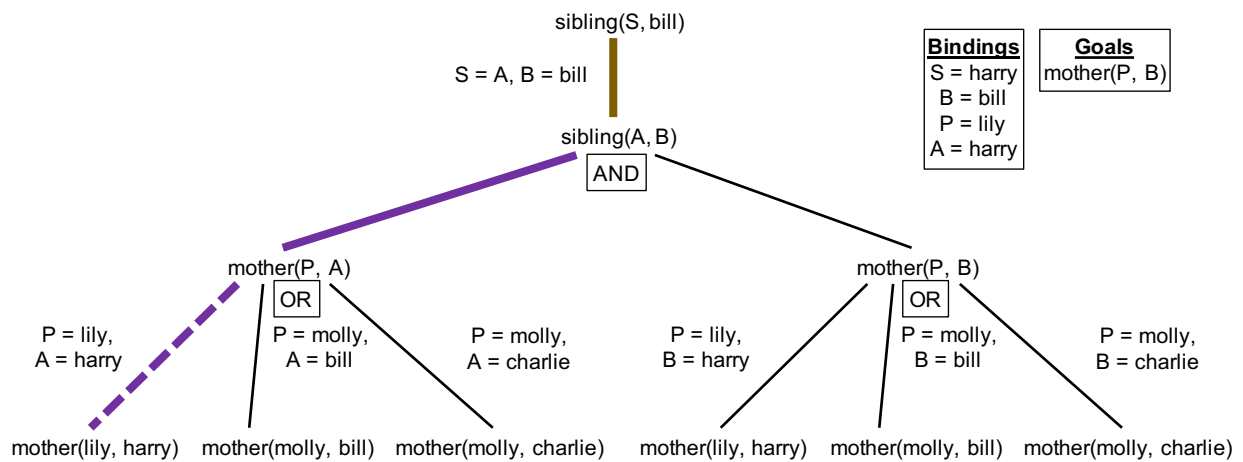 sibling(S, bill)
S = A, B = bill
sibling(A, B)
AND
Bindings
S = harry
B = bill
P = lily
A = harry
Goals
mother(P, B)
mother(P, A)
OR
P = lily,
A = harry
P = molly,
A = bill
P = molly,
A = charlie
mother(P, B)
OR
P = lily,
B = harry
P = molly,
B = bill
P = molly,
B = charlie
mother(lily, harry)
mother(molly, bill)
mother(molly, charlie)
mother(lily, harry)
mother(molly, bill)
mother(molly, charlie)